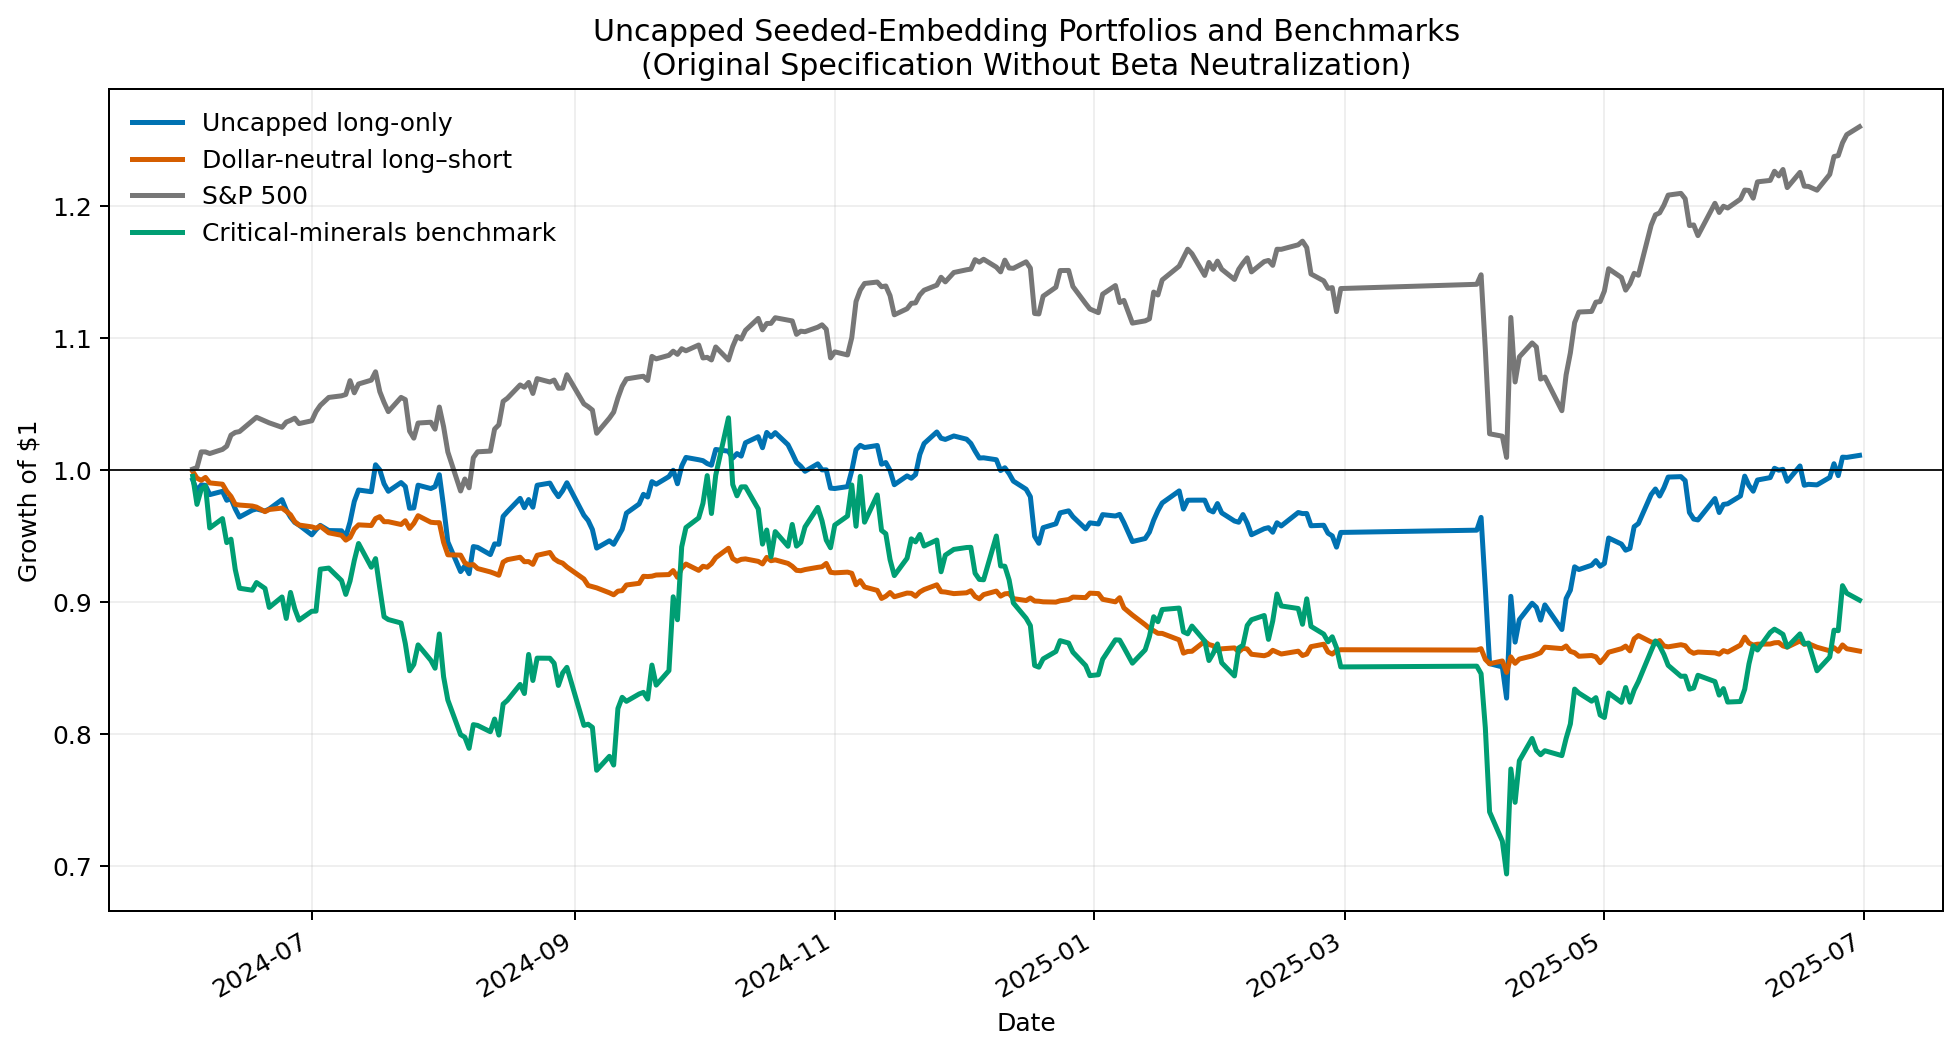 Uncapped Seeded-Embedding Portfolios and Benchmarks
(Original Specification Without Beta Neutralization)
Uncapped long-only
Dollar-neutral long–short
S&P 500
Critical-minerals benchmark
Growth of $1
1.2
1.1
1.0
0.9
0.8
0.7
2024-07
2024-09
2024-11
2025-01
2025-03
2025-05
2025-07
Date